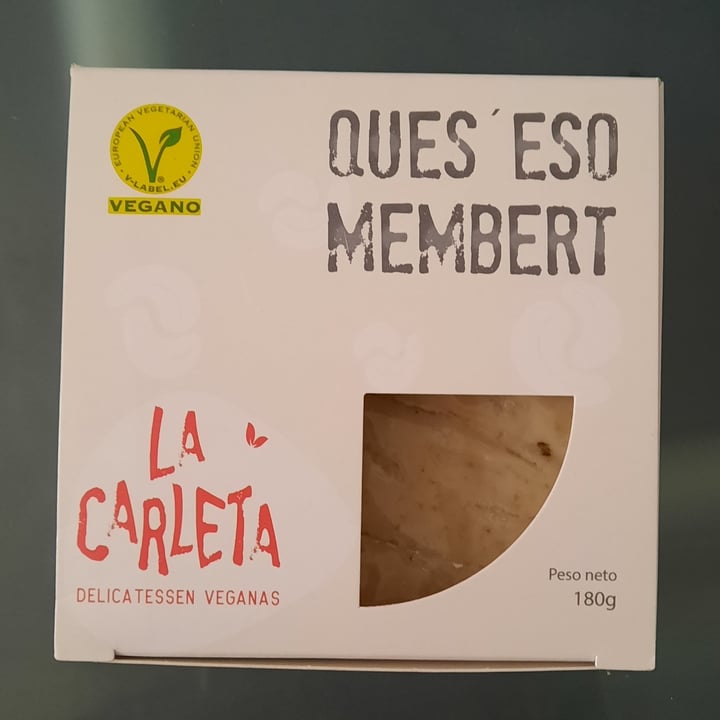 EUROPEAN VEGETARIAN UNION
V-LABEL.EU
®
VEGANO
QUES´ESO
MEMBERT
LA
CARLETA
DELICATESSEN VEGANAS
Peso neto
180g